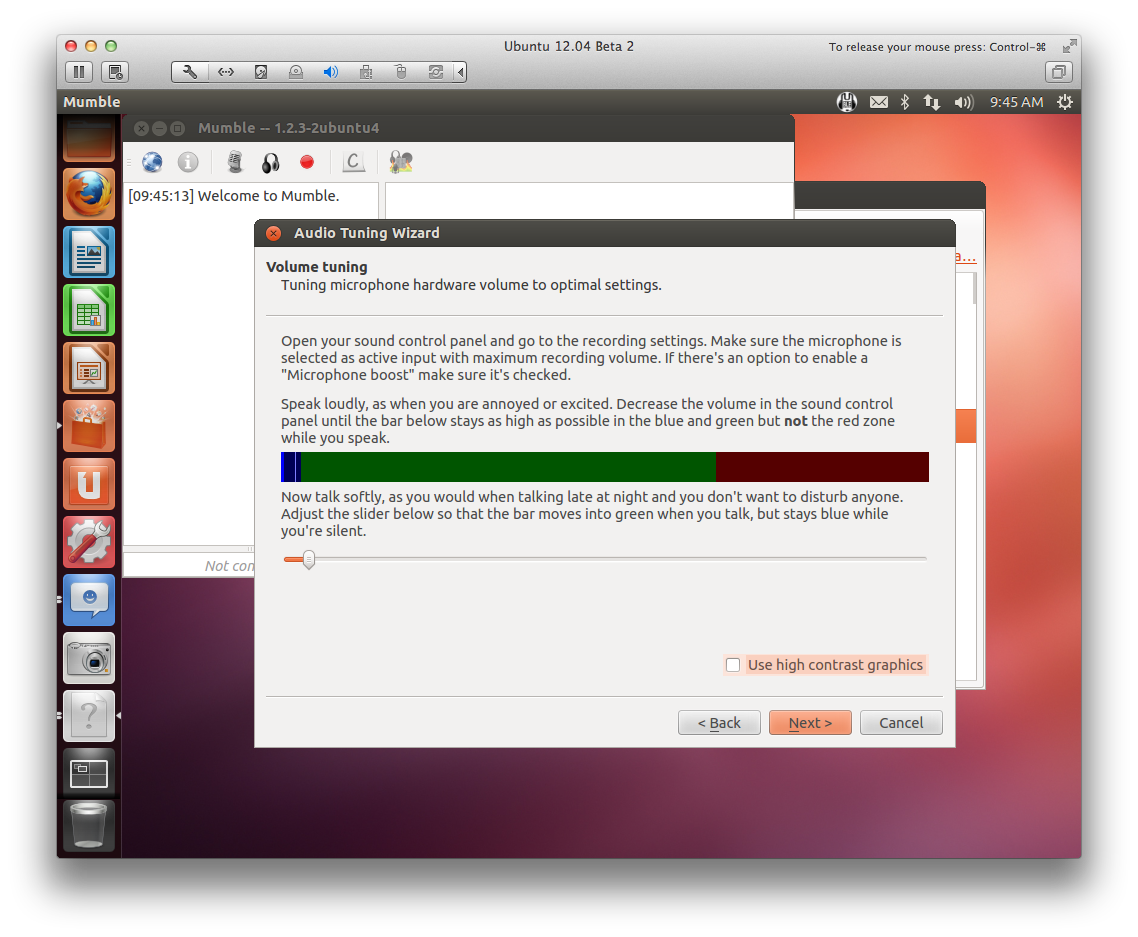 Ubuntu 12.04 Beta 2
To release your mouse press: Control-⌘
Mumble
9:45 AM
Mumble -- 1.2.3-2ubuntu4
C
[09:45:13] Welcome to Mumble.
a...
Audio Tuning Wizard
Volume tuning
Tuning microphone hardware volume to optimal settings.
Open your sound control panel and go to the recording settings. Make sure the microphone is
selected as active input with maximum recording volume. If there's an option to enable a
"Microphone boost" make sure it's checked.
Speak loudly, as when you are annoyed or excited. Decrease the volume in the sound control
panel until the bar below stays as high as possible in the blue and green but not the red zone
while you speak.
Now talk softly, as you would when talking late at night and you don't want to disturb anyone.
Adjust the slider below so that the bar moves into green when you talk, but stays blue while
you're silent.
Not con
Use high contrast graphics
< Back
Next >
Cancel